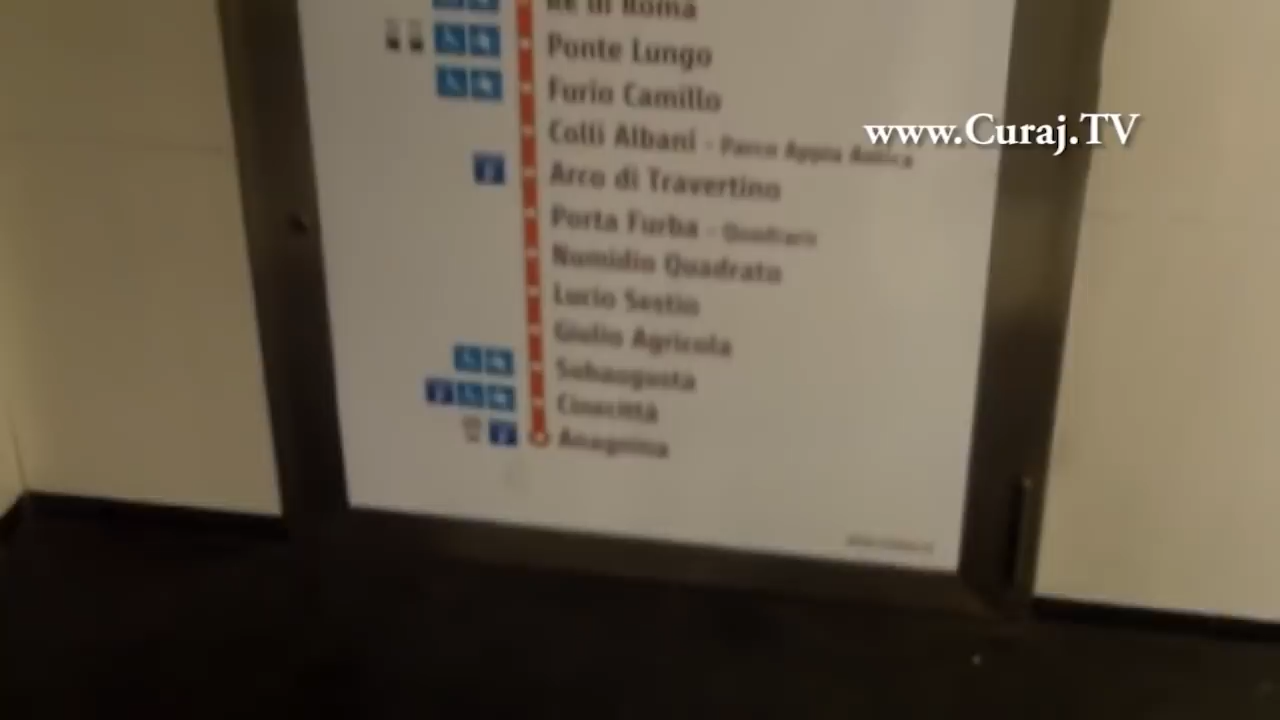 Re di Roma
Ponte Lungo
Furio Camillo
www.Curaj.TV
Colli Albani - Parco Appia Antica
Arco di Travertino
Porta Furba - Quadraro
Numidio Quadrato
Lucio Sestio
Giulio Agricola
Subaugusta
Cinecittà
Anagnina